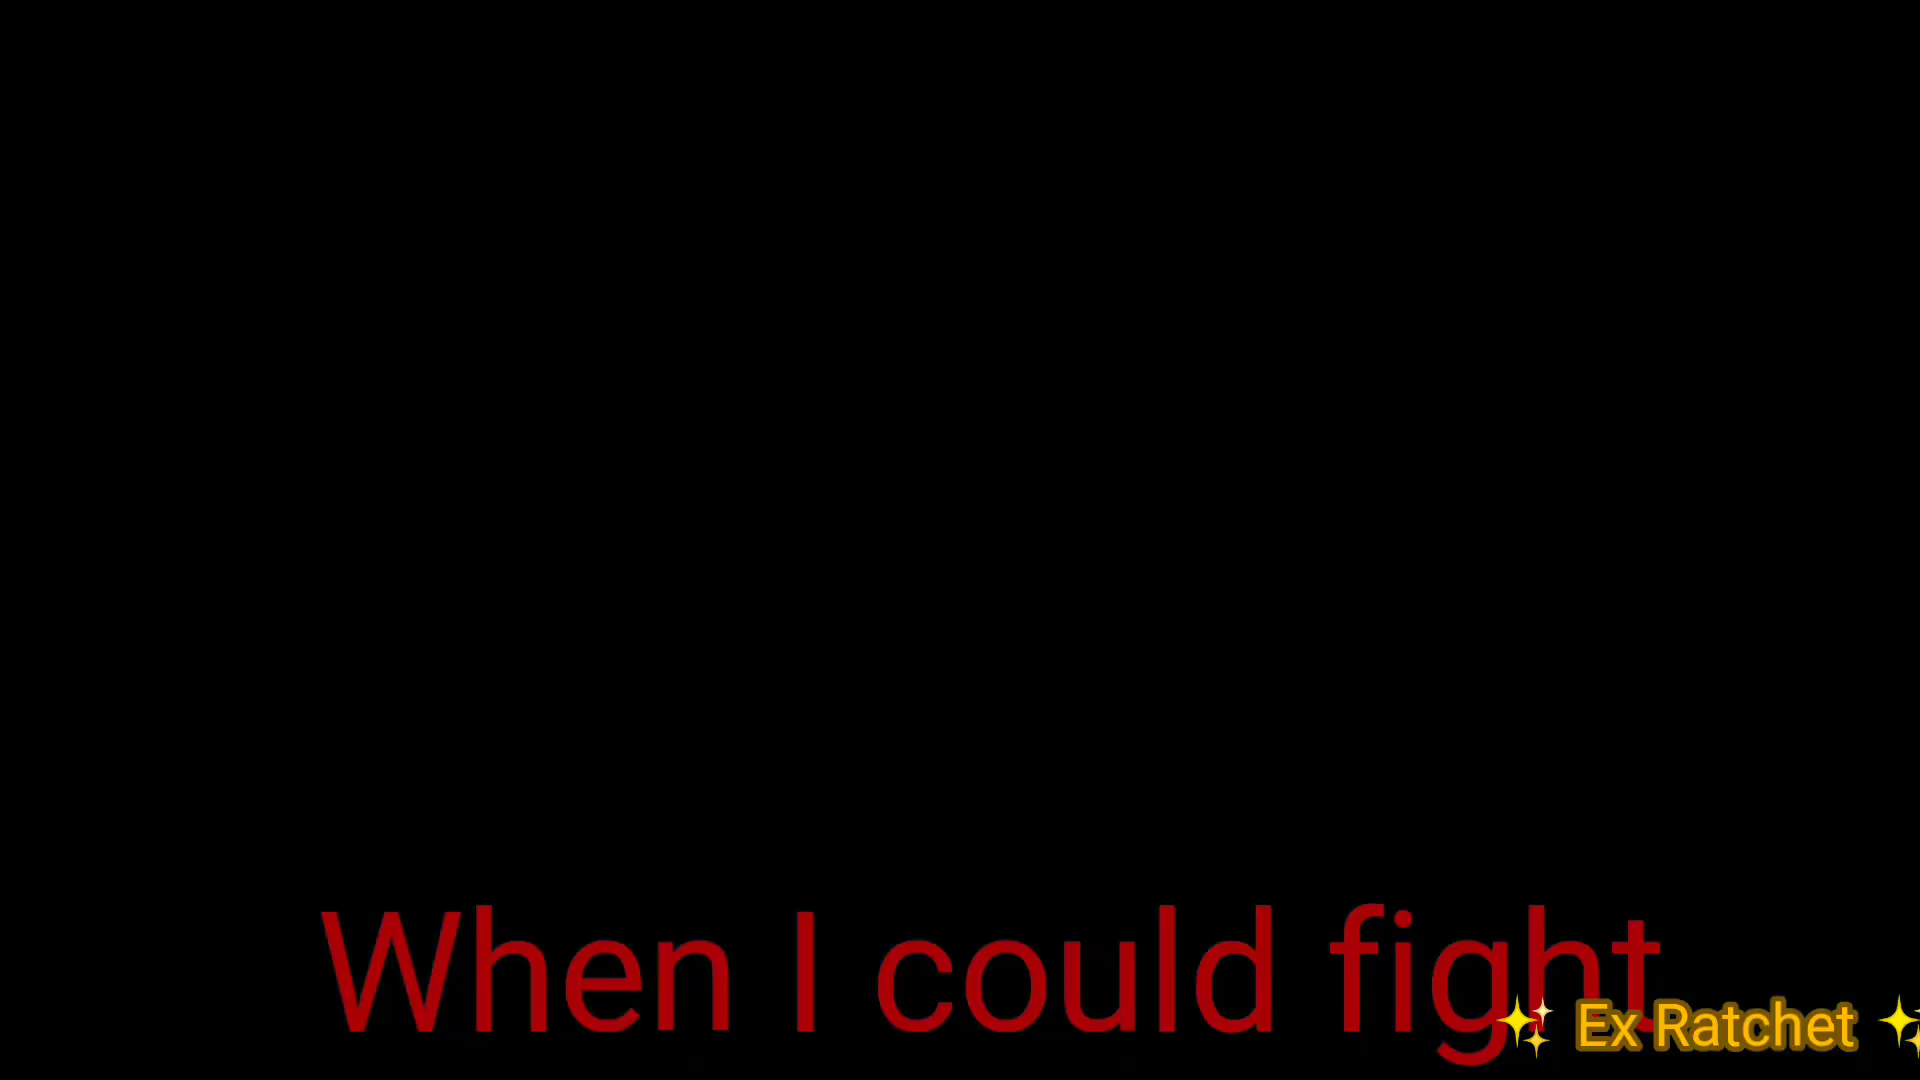 When I could fight
✨ Ex Ratchet ✨